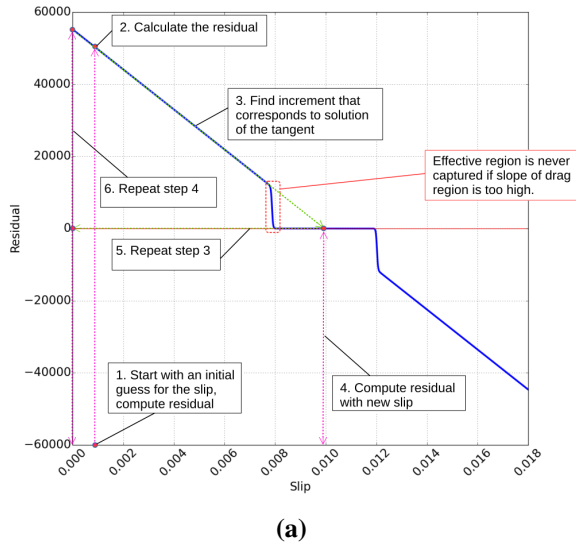 60000
2. Calculate the residual
40000
3. Find increment that
corresponds to solution
of the tangent
20000
Effective region is never
captured if slope of drag
region is too high.
6. Repeat step 4
0
5. Repeat step 3
Residual
−20000
1. Start with an initial
guess for the slip,
compute residual
4. Compute residual
with new slip
−40000
−60000
0.000 0.002 0.004 0.006 0.008 0.010 0.012 0.014 0.016 0.018
Slip
(a)